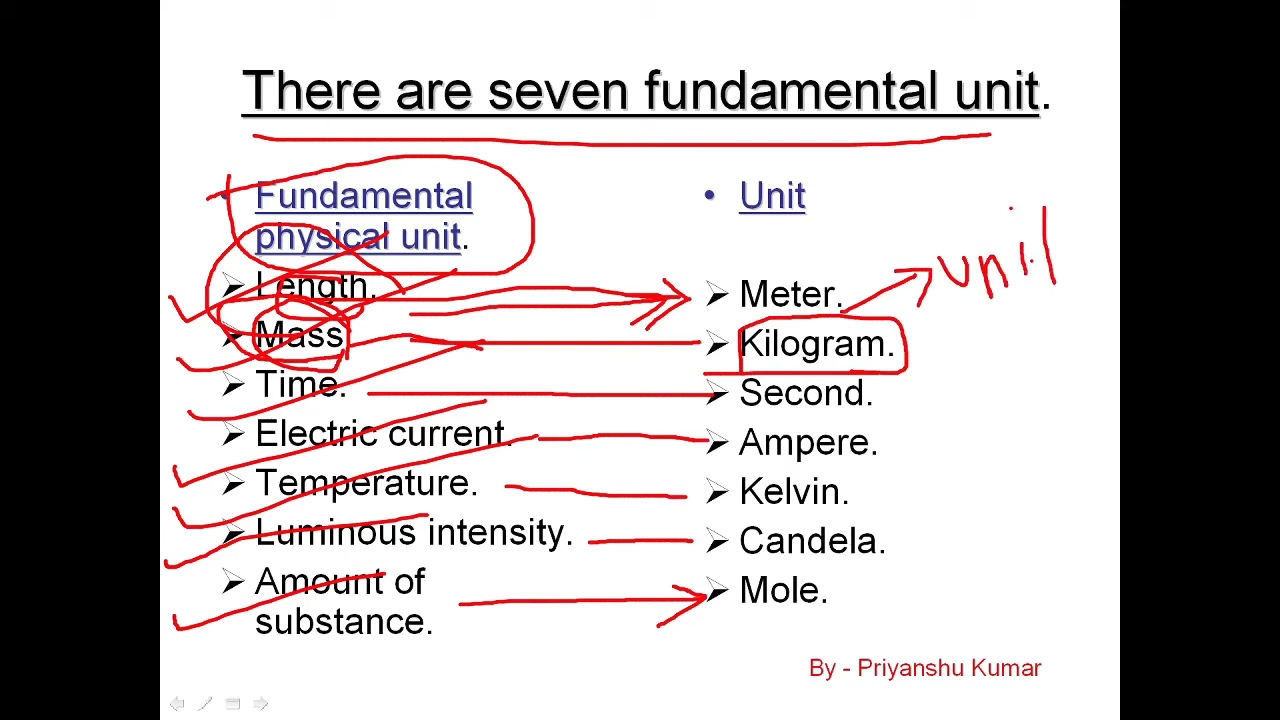 There are seven fundamental unit.
Fundamental
physical unit.
Length.
Mass
Time.
Electric current.
Temperature.
Luminous intensity.
Amount of
substance.
Unit
Meter.
Kilogram.
Second.
Ampere.
Kelvin.
Candela.
Mole.
unit
By - Priyanshu Kumar